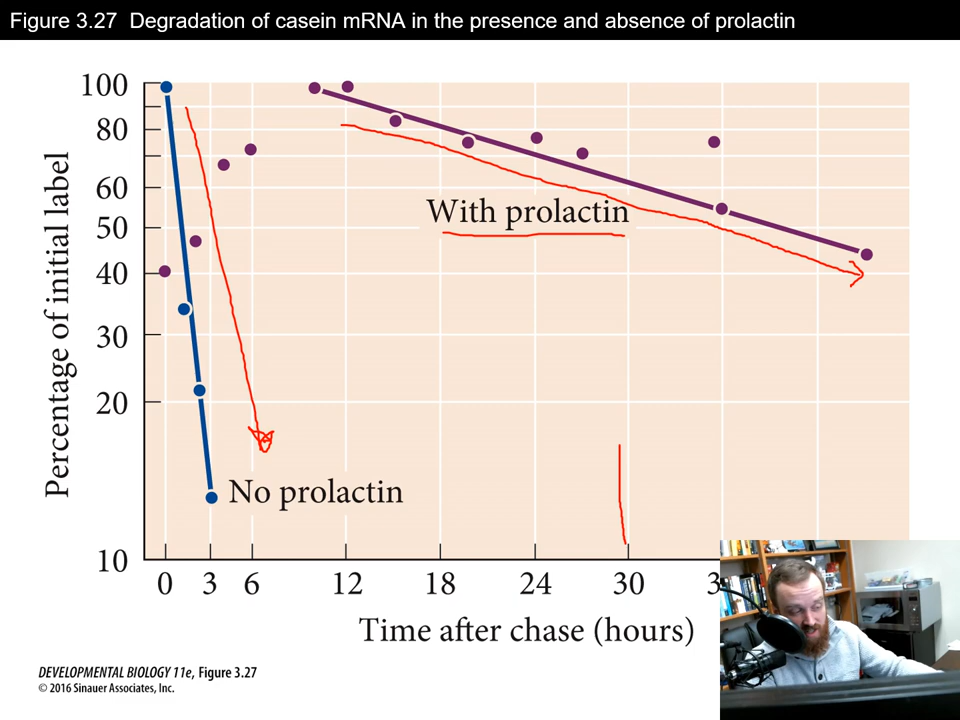 Figure 3.27 Degradation of casein mRNA in the presence and absence of prolactin
Percentage of initial label
100
80
60
50
40
30
20
10
With prolactin
No prolactin
0 3 6 12 18 24 30 3
Time after chase (hours)
DEVELOPMENTAL BIOLOGY 11e, Figure 3.27
© 2016 Sinauer Associates, Inc.